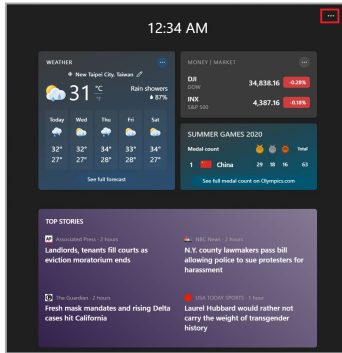 12:34 AM
WEATHER
New Taipei City, Taiwan
31 °C
Rain showers
87%
Today Wed Thu Fri Sat
32° 32° 34° 33° 34°
27° 27° 28° 28° 27°
See full forecast
MONEY | MARKET
DJI 34,838.16 -0.28%
DOW
INX 4,387.16 -0.18%
S&P 500
SUMMER GAMES 2020
Medal count Total
1 China 29 18 16 63
See full medal count on Olympics.com
TOP STORIES
AP Associated Press · 2 hours
Landlords, tenants fill courts as
eviction moratorium ends
NBC News · 2 hours
N.Y. county lawmakers pass bill
allowing police to sue protesters for
harassment
The Guardian · 2 hours
Fresh mask mandates and rising Delta
cases hit California
USA TODAY SPORTS · 1 hour
Laurel Hubbard would rather not
carry the weight of transgender
history